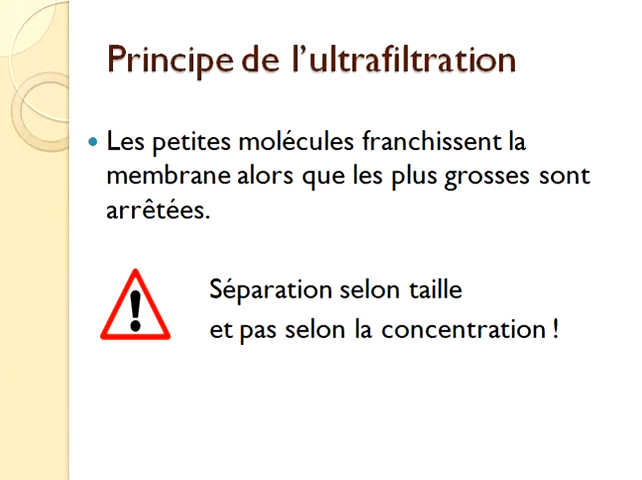 Principe de l'ultrafiltration
• Les petites molécules franchissent la
membrane alors que les plus grosses sont
arrêtées.
Séparation selon taille
et pas selon la concentration !